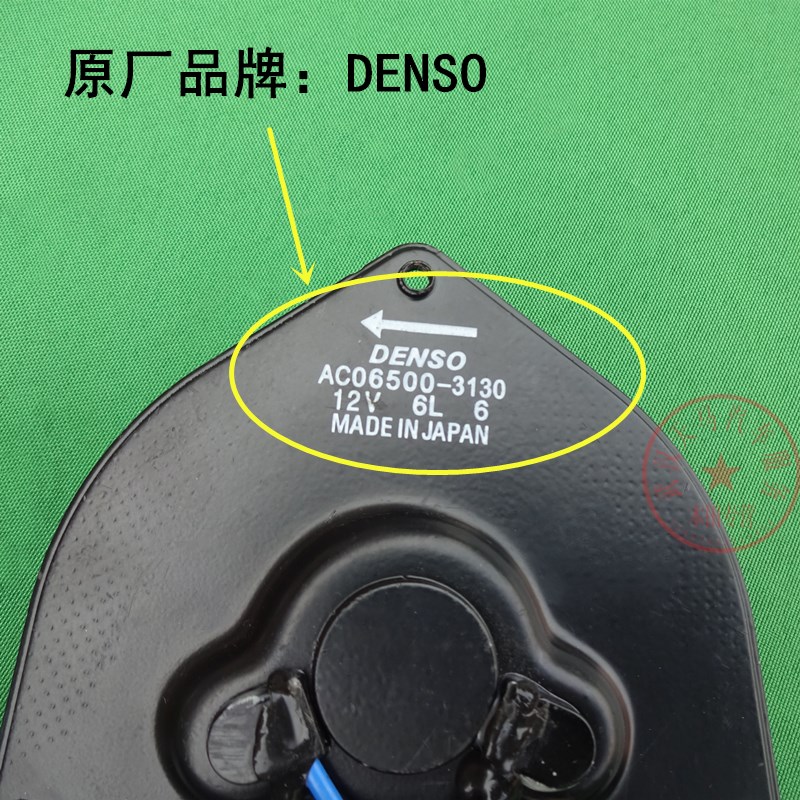 原厂品牌：DENSO
DENSO
AC06500-3130
12V 6L 6
MADE IN JAPAN